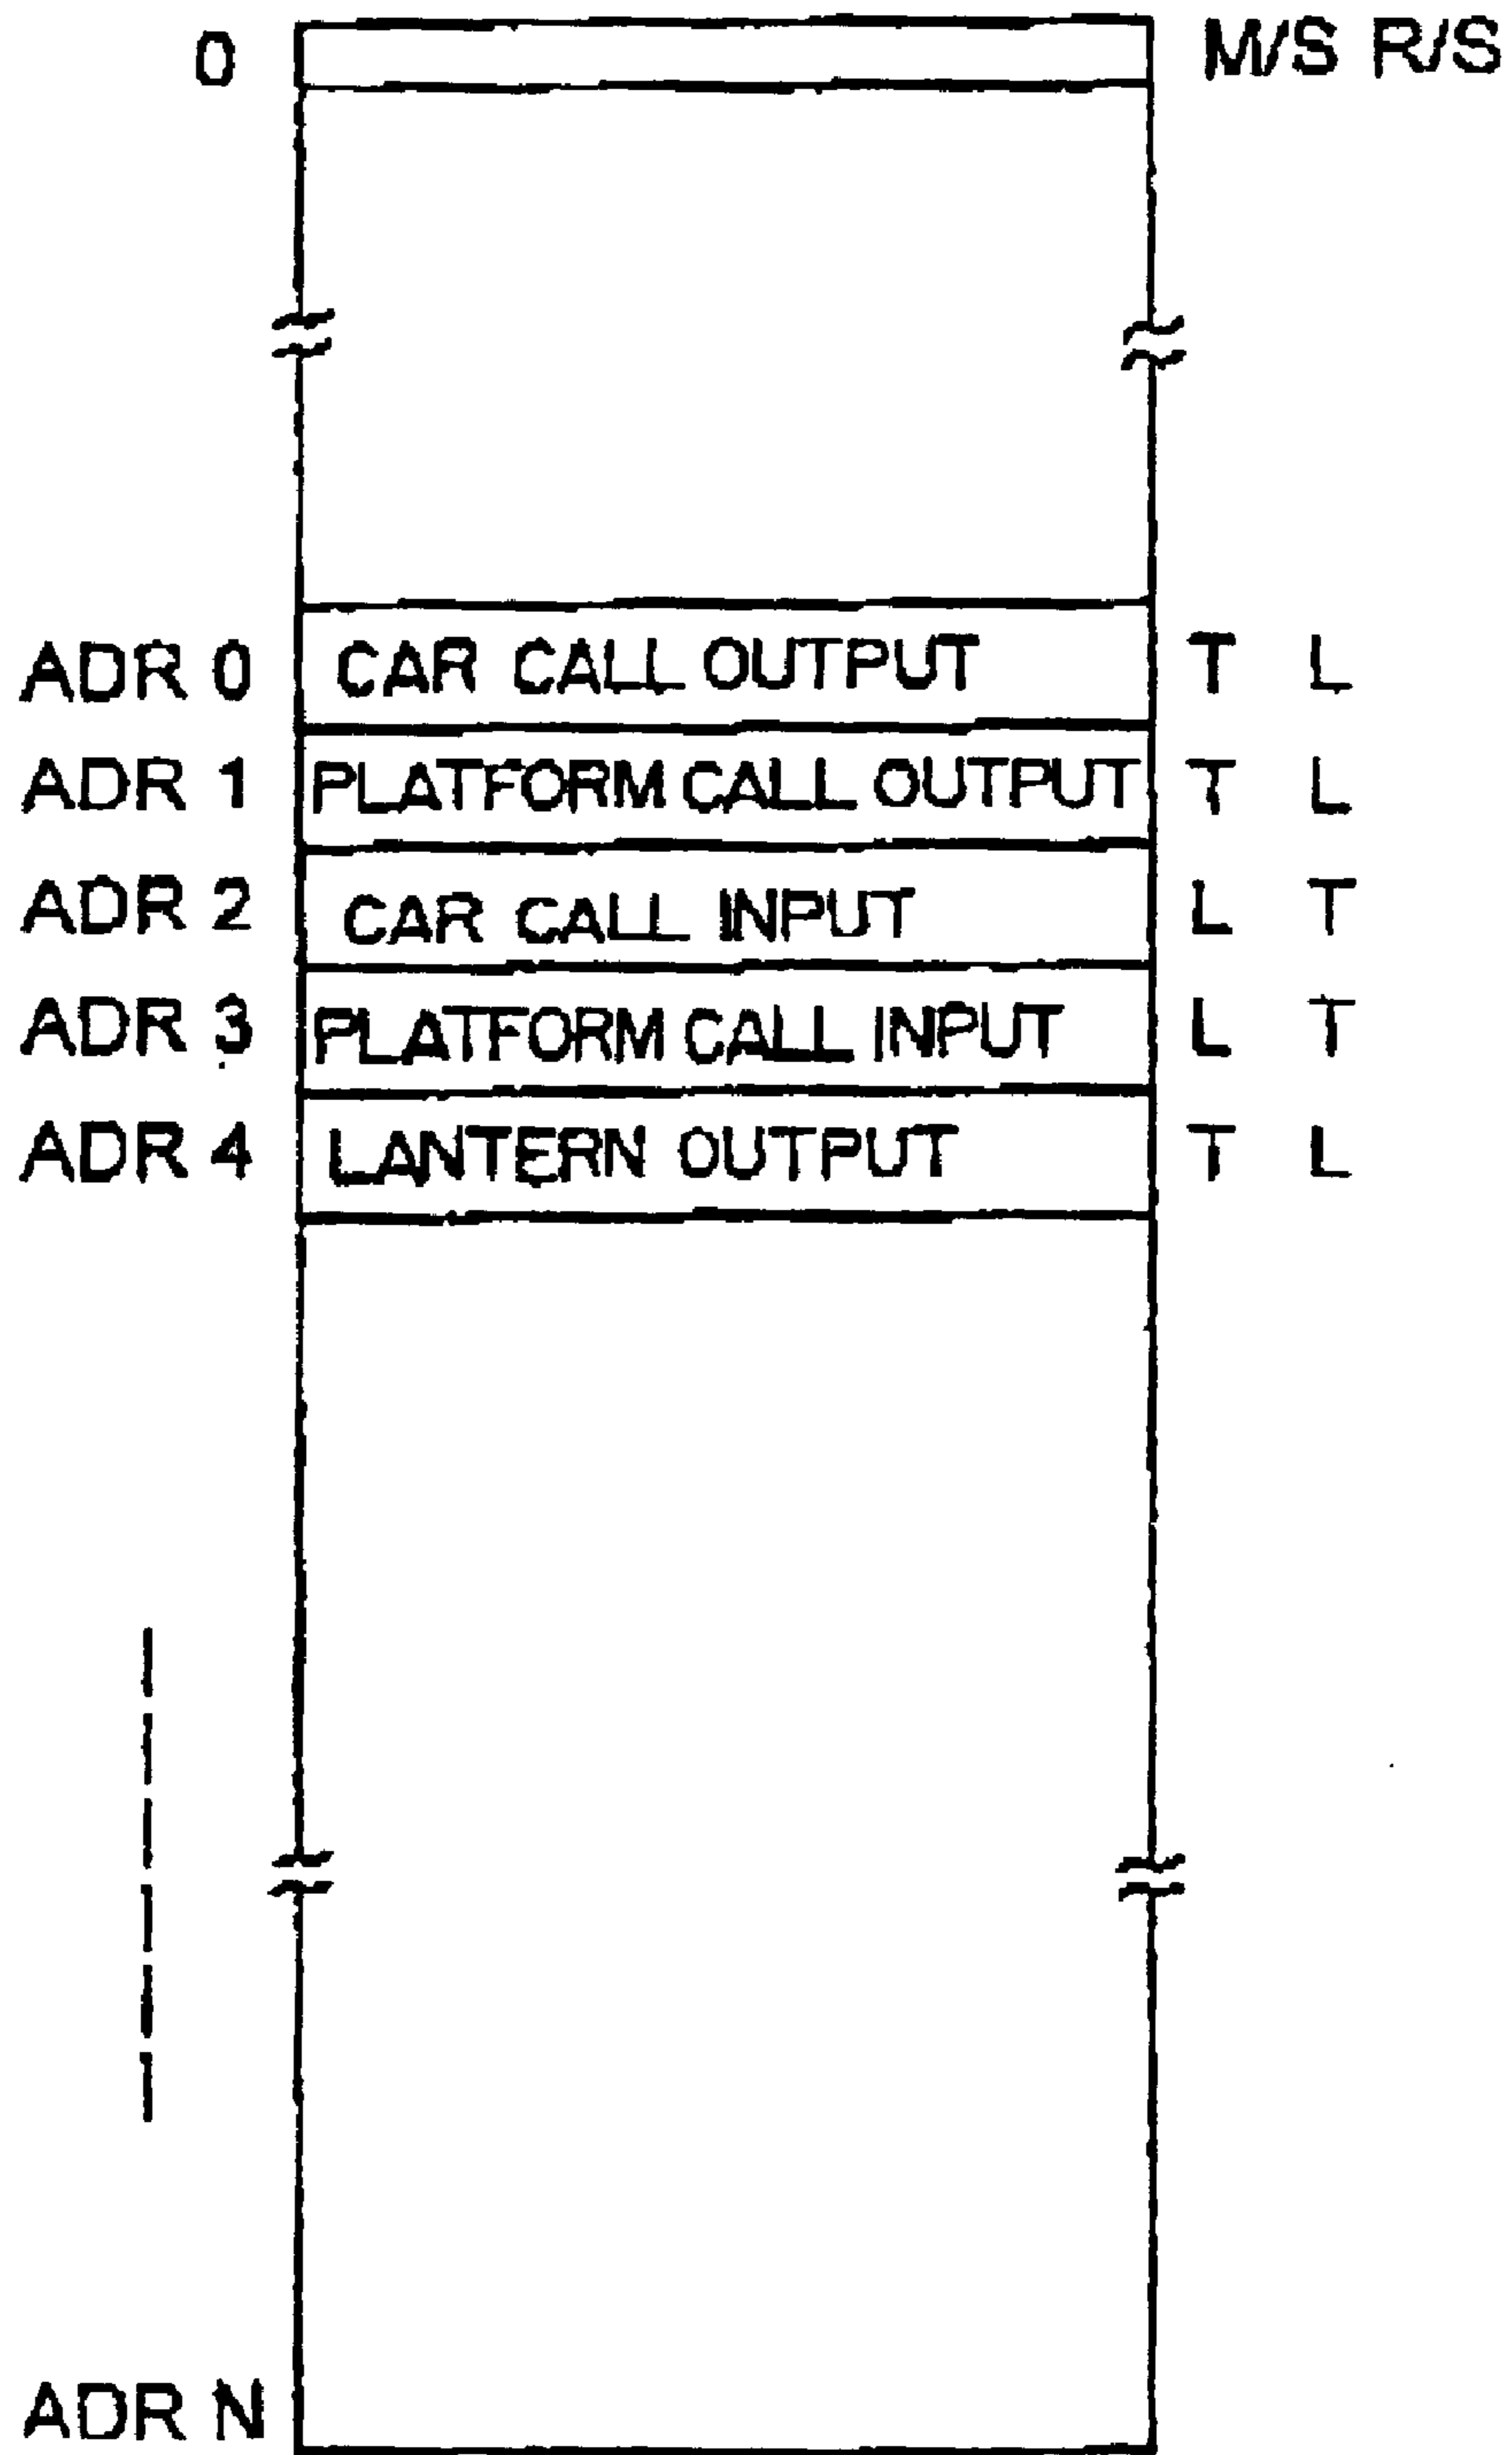 0 M/S R/S
ADR 0 CAR CALL OUTPUT T L
ADR 1 PLATFORM CALL OUTPUT T L
ADR 2 CAR CALL INPUT L T
ADR 3 PLATFORM CALL INPUT L T
ADR 4 LANTERN OUTPUT T L
ADR N